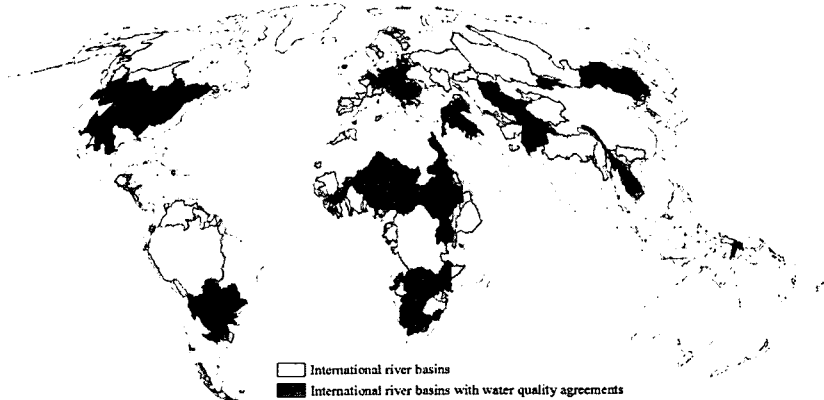 International river basins
International river basins with water quality agreements